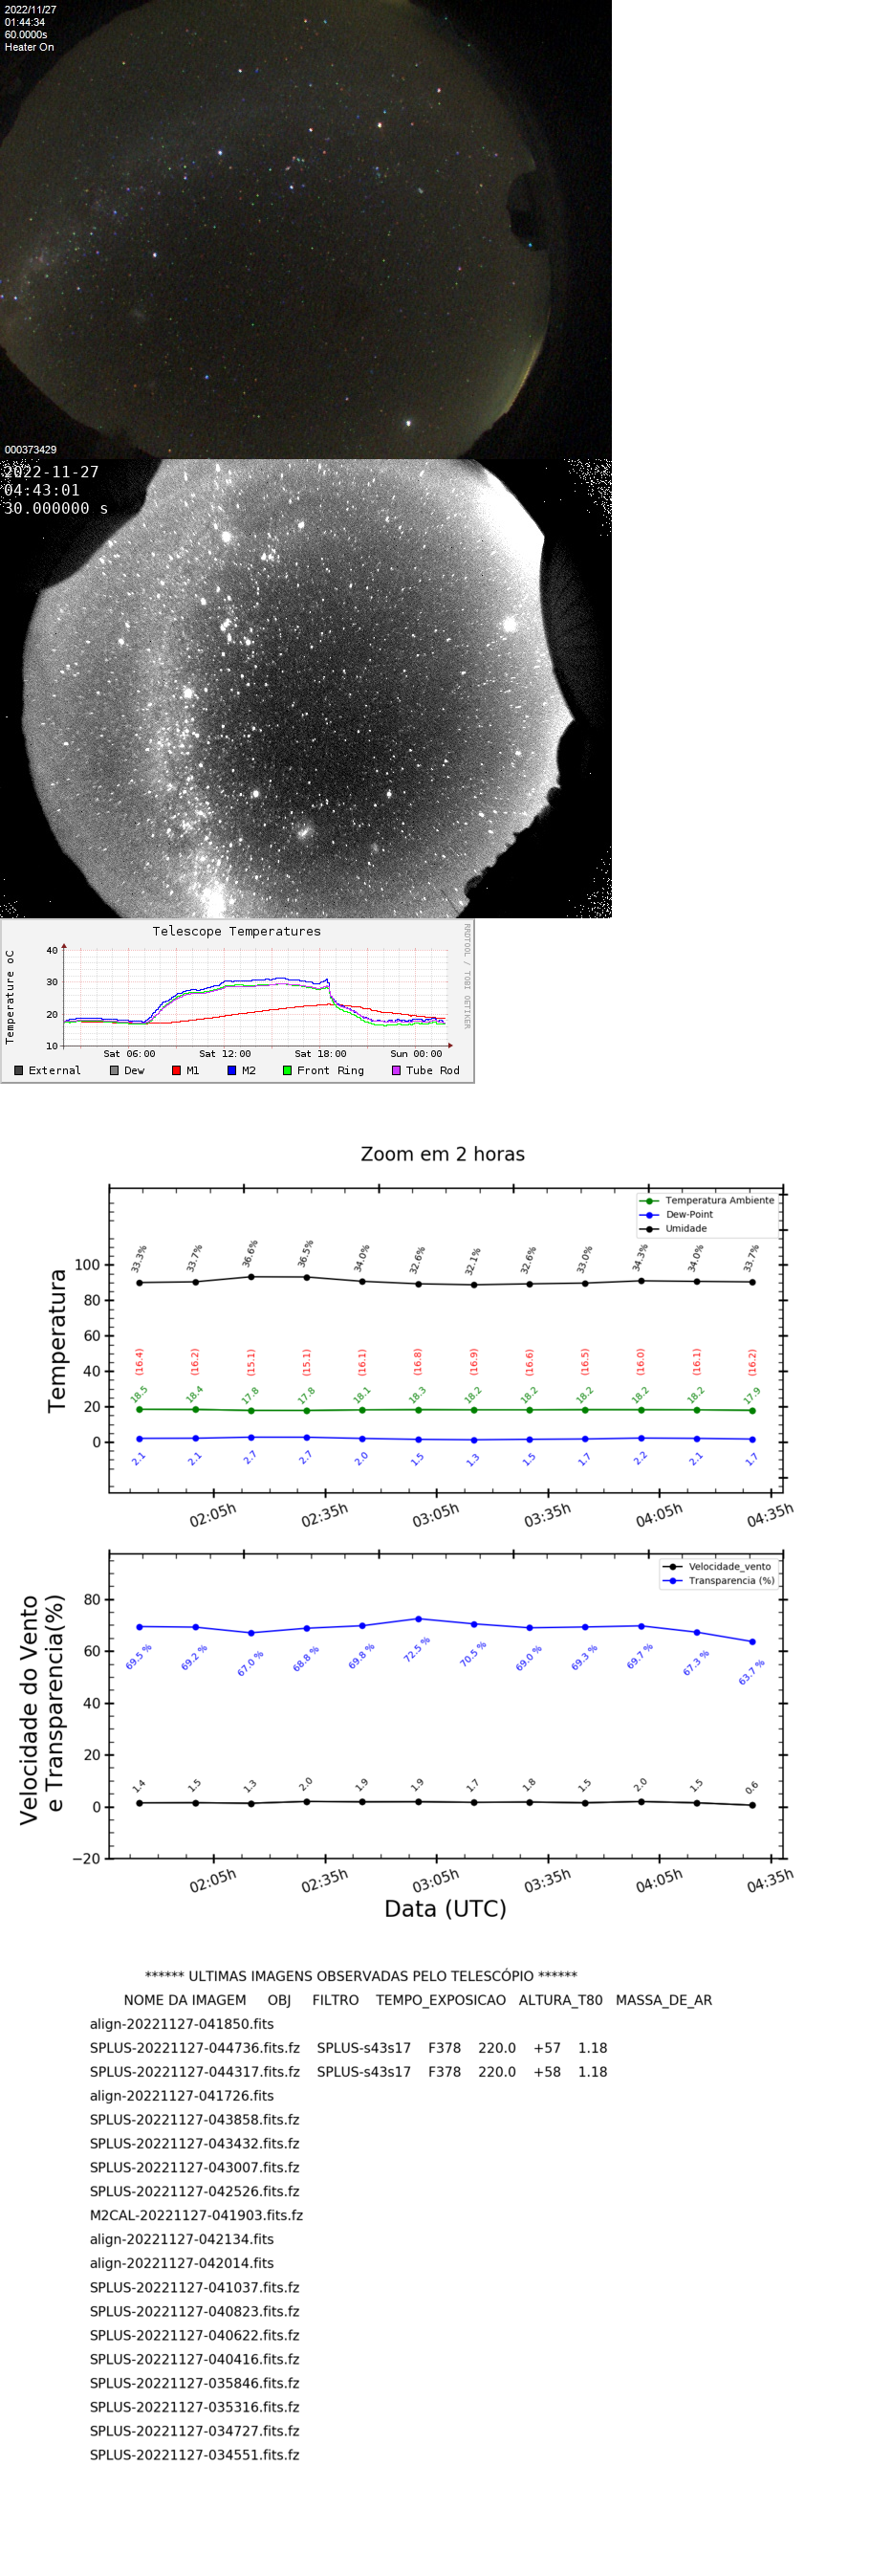 2022/11/27
01:44:34
60.0000s
Heater On
000373429
2022-11-27
04:43:01
30.000000 s
Telescope Temperatures
RRDTOOL / TOBI OETIKER
Temperature oC
40
30
20
10
Sat 06:00 Sat 12:00 Sat 18:00 Sun 00:00
External Dew M1 M2 Front Ring Tube Rod
Zoom em 2 horas
Temperatura Ambiente
Dew-Point
Umidade
Temperatura
100
80
60
40
20
0
33.3% 33.7% 36.6% 36.5% 34.0% 32.6% 32.1% 32.6% 33.0% 34.3% 34.0% 33.7%
(16.4) (16.2) (15.1) (15.1) (16.1) (16.8) (16.9) (16.6) (16.5) (16.0) (16.1) (16.2)
18.5 18.4 17.8 17.8 18.1 18.3 18.2 18.2 18.2 18.2 18.2 17.9
2.1 2.1 2.7 2.7 2.0 1.5 1.3 1.5 1.7 2.2 2.1 1.7
02:05h 02:35h 03:05h 03:35h 04:05h 04:35h
Velocidade_vento
Transparencia (%)
Velocidade do Vento
e Transparencia(%)
80
60
40
20
0
−20
69.5 % 69.2 % 67.0 % 68.8 % 69.8 % 72.5 % 70.5 % 69.0 % 69.3 % 69.7 % 67.3 % 63.7 %
1.4 1.5 1.3 2.0 1.9 1.9 1.7 1.8 1.5 2.0 1.5 0.6
02:05h 02:35h 03:05h 03:35h 04:05h 04:35h
Data (UTC)
****** ULTIMAS IMAGENS OBSERVADAS PELO TELESCÓPIO ******
NOME DA IMAGEM OBJ FILTRO TEMPO_EXPOSICAO ALTURA_T80 MASSA_DE_AR
align-20221127-041850.fits
SPLUS-20221127-044736.fits.fz SPLUS-s43s17 F378 220.0 +57 1.18
SPLUS-20221127-044317.fits.fz SPLUS-s43s17 F378 220.0 +58 1.18
align-20221127-041726.fits
SPLUS-20221127-043858.fits.fz
SPLUS-20221127-043432.fits.fz
SPLUS-20221127-043007.fits.fz
SPLUS-20221127-042526.fits.fz
M2CAL-20221127-041903.fits.fz
align-20221127-042134.fits
align-20221127-042014.fits
SPLUS-20221127-041037.fits.fz
SPLUS-20221127-040823.fits.fz
SPLUS-20221127-040622.fits.fz
SPLUS-20221127-040416.fits.fz
SPLUS-20221127-035846.fits.fz
SPLUS-20221127-035316.fits.fz
SPLUS-20221127-034727.fits.fz
SPLUS-20221127-034551.fits.fz